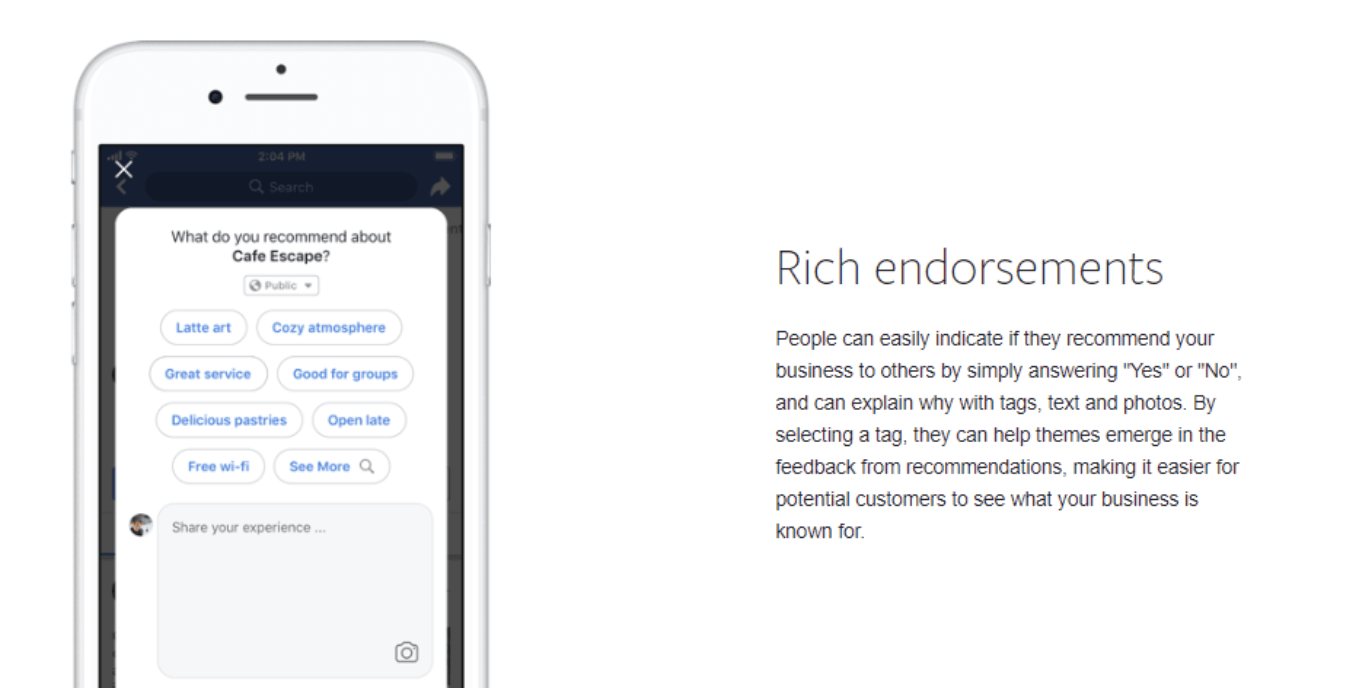 2:04 PM
Search
What do you recommend about
Cafe Escape?
Public
Latte art
Cozy atmosphere
Great service
Good for groups
Delicious pastries
Open late
Free wi-fi
See More
Share your experience ...
Rich endorsements
People can easily indicate if they recommend your
business to others by simply answering "Yes" or "No",
and can explain why with tags, text and photos. By
selecting a tag, they can help themes emerge in the
feedback from recommendations, making it easier for
potential customers to see what your business is
known for.